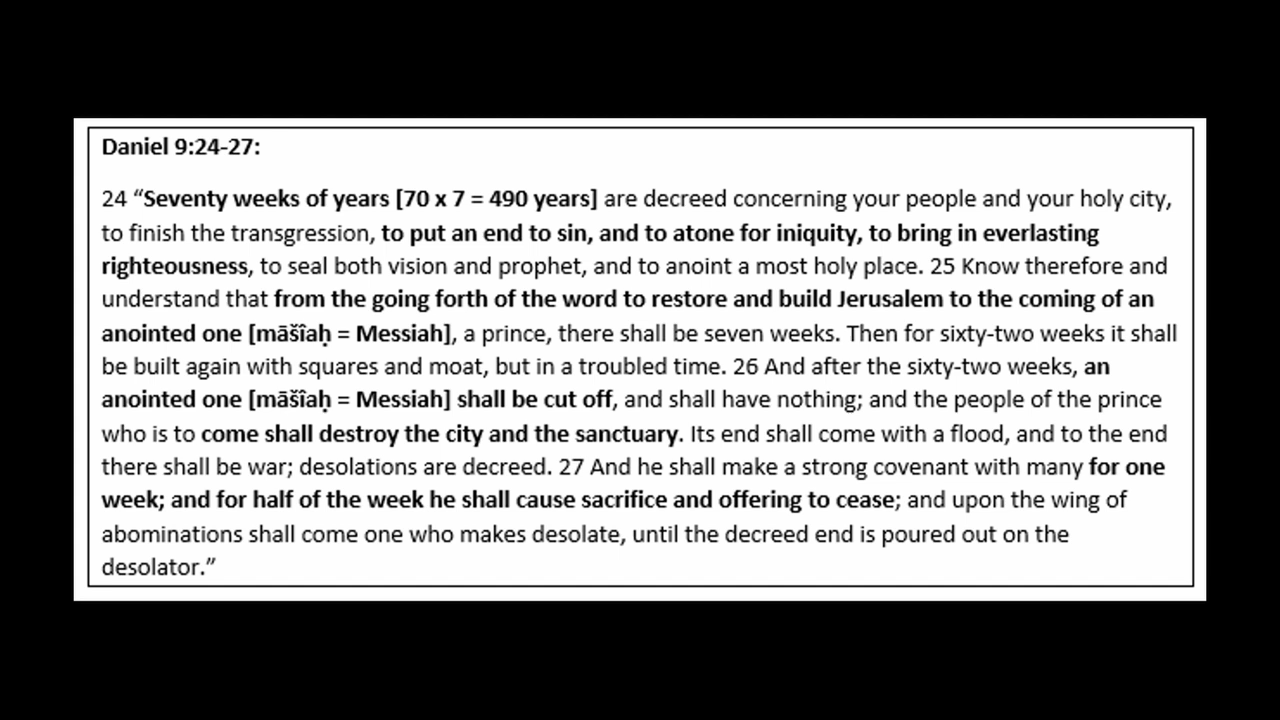 Daniel 9:24-27:
24 “Seventy weeks of years [70 x 7 = 490 years] are decreed concerning your people and your holy city,
to finish the transgression, to put an end to sin, and to atone for iniquity, to bring in everlasting
righteousness, to seal both vision and prophet, and to anoint a most holy place. 25 Know therefore and
understand that from the going forth of the word to restore and build Jerusalem to the coming of an
anointed one [māšîaḥ = Messiah], a prince, there shall be seven weeks. Then for sixty-two weeks it shall
be built again with squares and moat, but in a troubled time. 26 And after the sixty-two weeks, an
anointed one [māšîaḥ = Messiah] shall be cut off, and shall have nothing; and the people of the prince
who is to come shall destroy the city and the sanctuary. Its end shall come with a flood, and to the end
there shall be war; desolations are decreed. 27 And he shall make a strong covenant with many for one
week; and for half of the week he shall cause sacrifice and offering to cease; and upon the wing of
abominations shall come one who makes desolate, until the decreed end is poured out on the
desolator.”